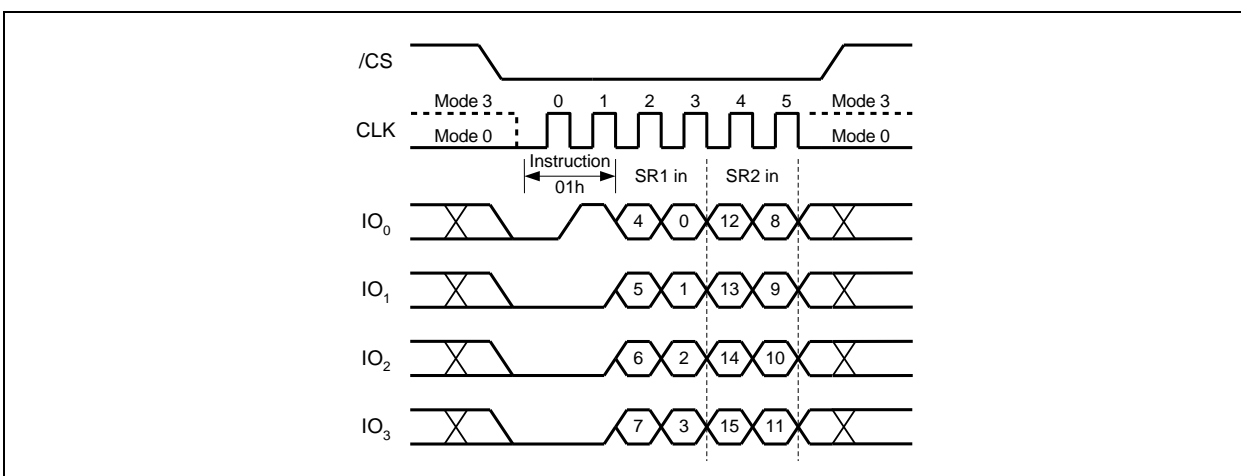 /CS
0 1 2 3 4 5
Mode 3 Mode 3
CLK
Mode 0 Mode 0
Instruction
01h
SR1 in SR2 in
IO0 4 0 12 8
IO1 5 1 13 9
IO2 6 2 14 10
IO3 7 3 15 11